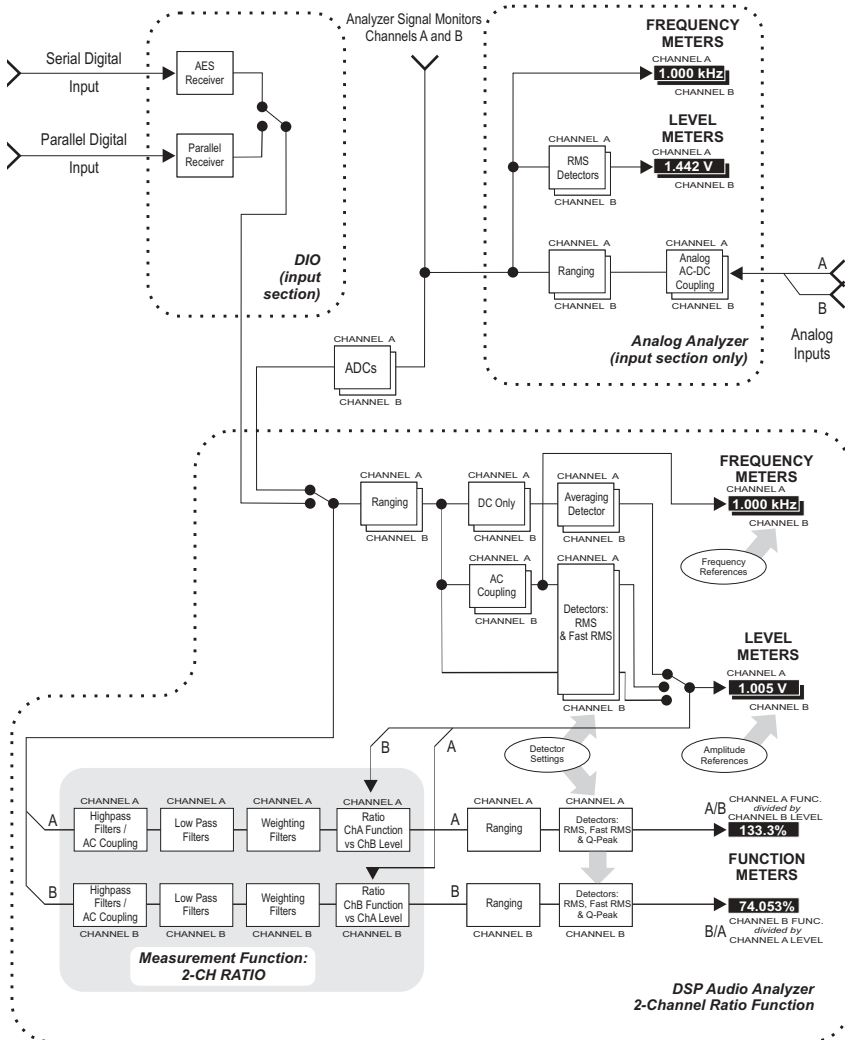 Analyzer Signal Monitors
Channels A and B
Serial Digital
Input
AES
Receiver
Parallel Digital
Input
Parallel
Receiver
DIO
(input
section)
FREQUENCY
METERS
CHANNEL A
1.000 kHz
CHANNEL B
LEVEL
METERS
CHANNEL A
1.442 V
CHANNEL B
CHANNEL A
RMS
Detectors
CHANNEL B
CHANNEL A
Ranging
CHANNEL B
CHANNEL A
Analog
AC-DC
Coupling
CHANNEL B
A
B
Analog
Inputs
Analog Analyzer
(input section only)
CHANNEL A
ADCs
CHANNEL B
CHANNEL A
Ranging
CHANNEL B
CHANNEL A
DC Only
CHANNEL B
CHANNEL A
Averaging
Detector
CHANNEL B
FREQUENCY
METERS
CHANNEL A
1.000 kHz
CHANNEL B
Frequency
References
CHANNEL A
AC
Coupling
CHANNEL B
CHANNEL A
Detectors:
RMS
& Fast RMS
CHANNEL B
LEVEL
METERS
CHANNEL A
1.005 V
CHANNEL B
Detector
Settings
Amplitude
References
B
A
A
CHANNEL A
Highpass
Filters /
AC Coupling
CHANNEL A
Low Pass
Filters
CHANNEL A
Weighting
Filters
CHANNEL A
Ratio
ChA Function
vs ChB Level
A
CHANNEL A
Ranging
CHANNEL A
Detectors:
RMS, Fast RMS
& Q-Peak
A/B
CHANNEL A FUNC.
divided by
CHANNEL B LEVEL
133.3%
FUNCTION
METERS
B
Highpass
Filters /
AC Coupling
CHANNEL B
Low Pass
Filters
CHANNEL B
Weighting
Filters
CHANNEL B
Ratio
ChB Function
vs ChA Level
CHANNEL B
B
Ranging
CHANNEL B
Detectors:
RMS, Fast RMS
& Q-Peak
CHANNEL B
74.053%
B/A
CHANNEL B FUNC.
divided by
CHANNEL A LEVEL
Measurement Function:
2-CH RATIO
DSP Audio Analyzer
2-Channel Ratio Function